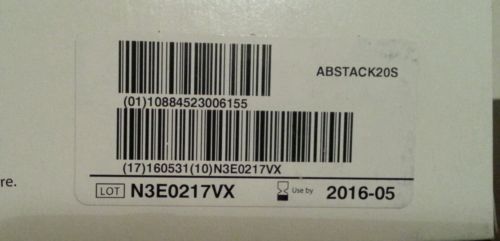 ABSTACK20S
(01)10884523006155
(17)160531(10)N3E0217VX
re.
LOT N3E0217VX Use by 2016-05